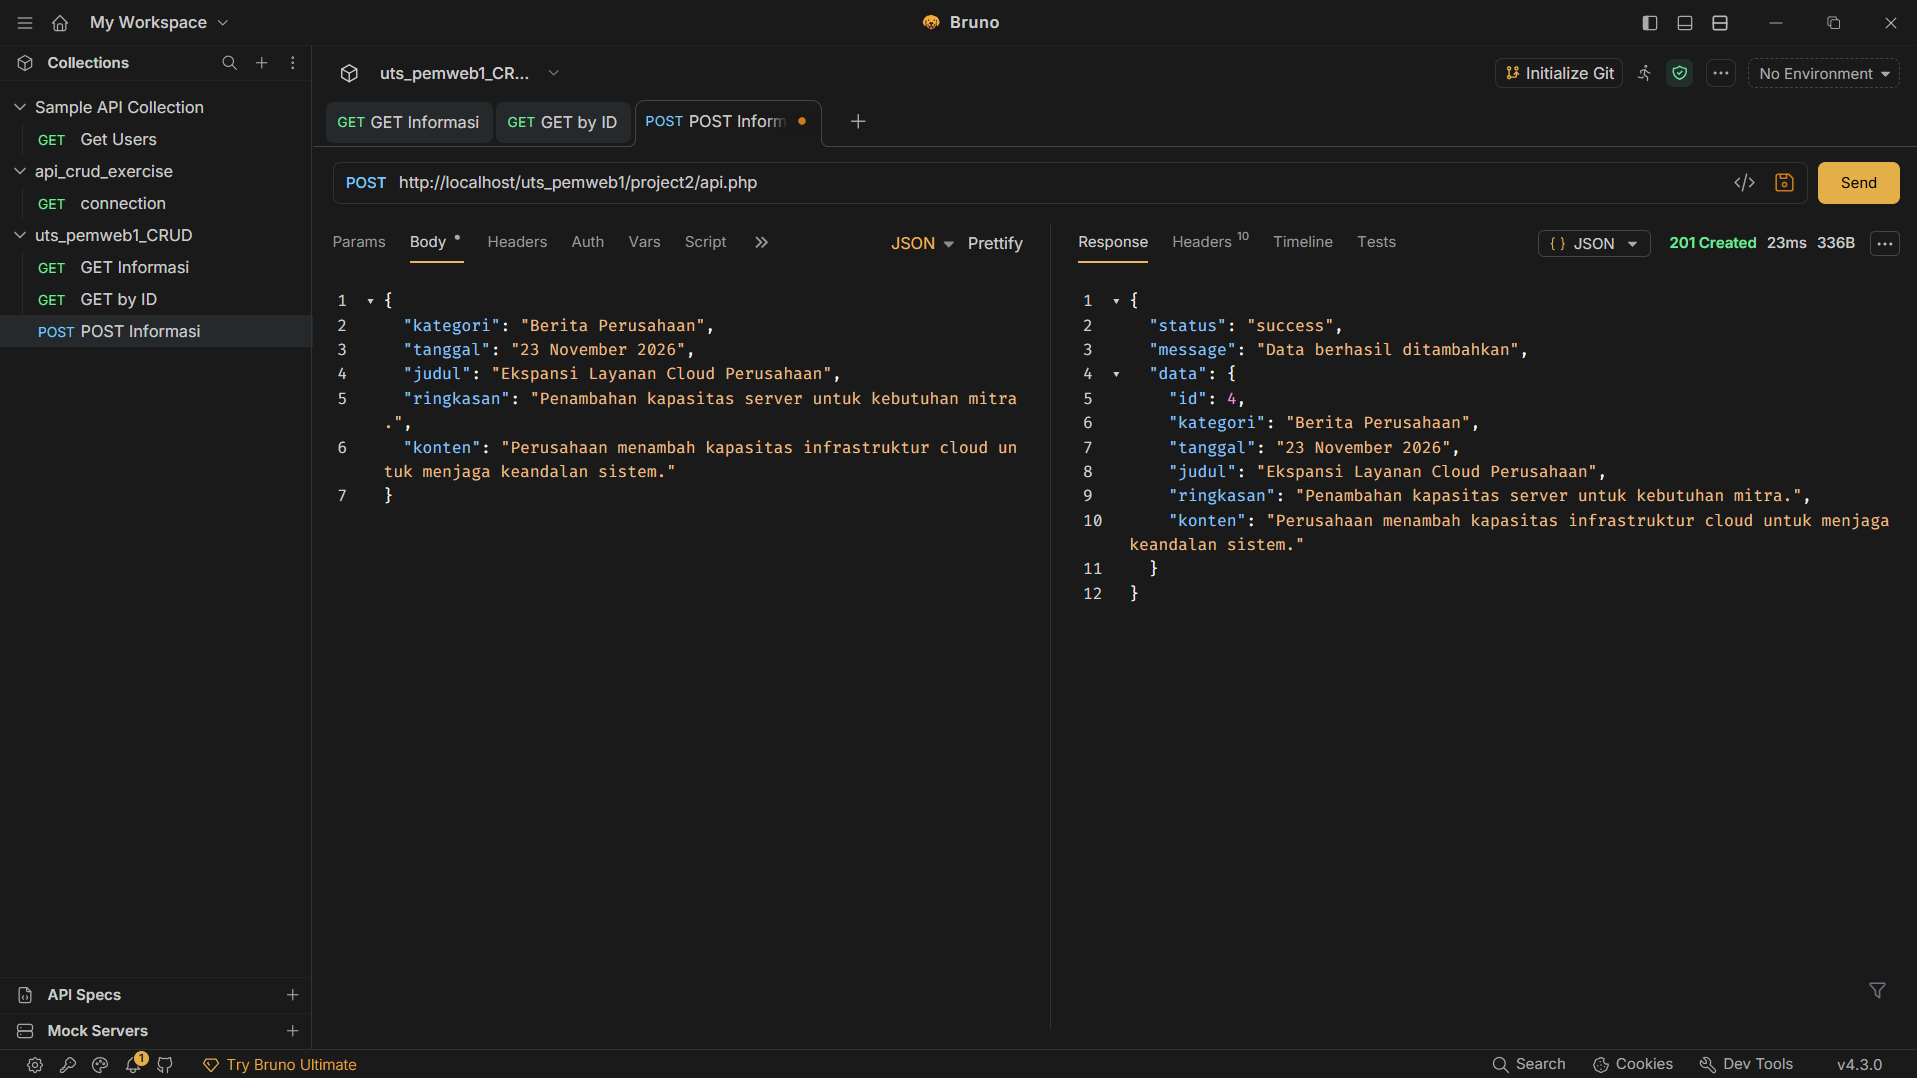 My Workspace
Bruno
Collections
Sample API Collection
GET Get Users
api_crud_exercise
GET connection
uts_pemweb1_CRUD
GET GET Informasi
GET GET by ID
POST POST Informasi
API Specs
Mock Servers
uts_pemweb1_CR...
Initialize Git
No Environment
GET GET Informasi
GET GET by ID
POST POST Inform
POST http://localhost/uts_pemweb1/project2/api.php
Send
Params Body Headers Auth Vars Script JSON Prettify
1 {
2 "kategori": "Berita Perusahaan",
3 "tanggal": "23 November 2026",
4 "judul": "Ekspansi Layanan Cloud Perusahaan",
5 "ringkasan": "Penambahan kapasitas server untuk kebutuhan mitra
.",
6 "konten": "Perusahaan menambah kapasitas infrastruktur cloud un
tuk menjaga keandalan sistem."
7 }
Response Headers 10 Timeline Tests { } JSON 201 Created 23ms 336B
1 {
2 "status": "success",
3 "message": "Data berhasil ditambahkan",
4 "data": {
5 "id": 4,
6 "kategori": "Berita Perusahaan",
7 "tanggal": "23 November 2026",
8 "judul": "Ekspansi Layanan Cloud Perusahaan",
9 "ringkasan": "Penambahan kapasitas server untuk kebutuhan mitra.",
10 "konten": "Perusahaan menambah kapasitas infrastruktur cloud untuk menjaga
keandalan sistem."
11 }
12 }
1
Try Bruno Ultimate
Search
Cookies
Dev Tools
v4.3.0